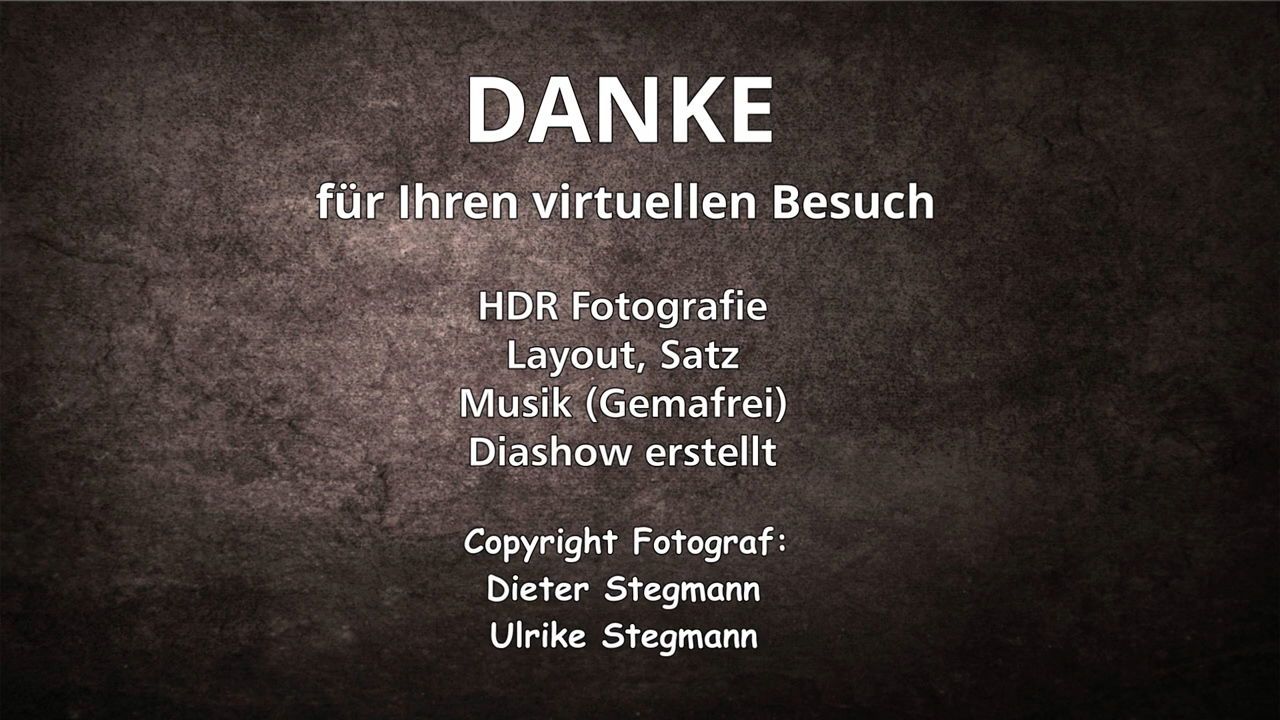 DANKE
für Ihren virtuellen Besuch
HDR Fotografie
Layout, Satz
Musik (Gemafrei)
Diashow erstellt
Copyright Fotograf:
Dieter Stegmann
Ulrike Stegmann